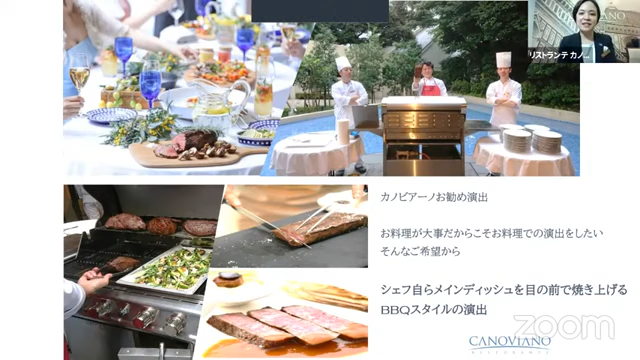 CANOVIANO
リストランテ カノ...
カノビアーノお勧め演出
お料理が大事だからこそお料理での演出をしたい
そんなご希望から
シェフ自らメインディッシュを目の前で焼き上げる
BBQスタイルの演出
CANOVIANO
RISTORANTE
zoom